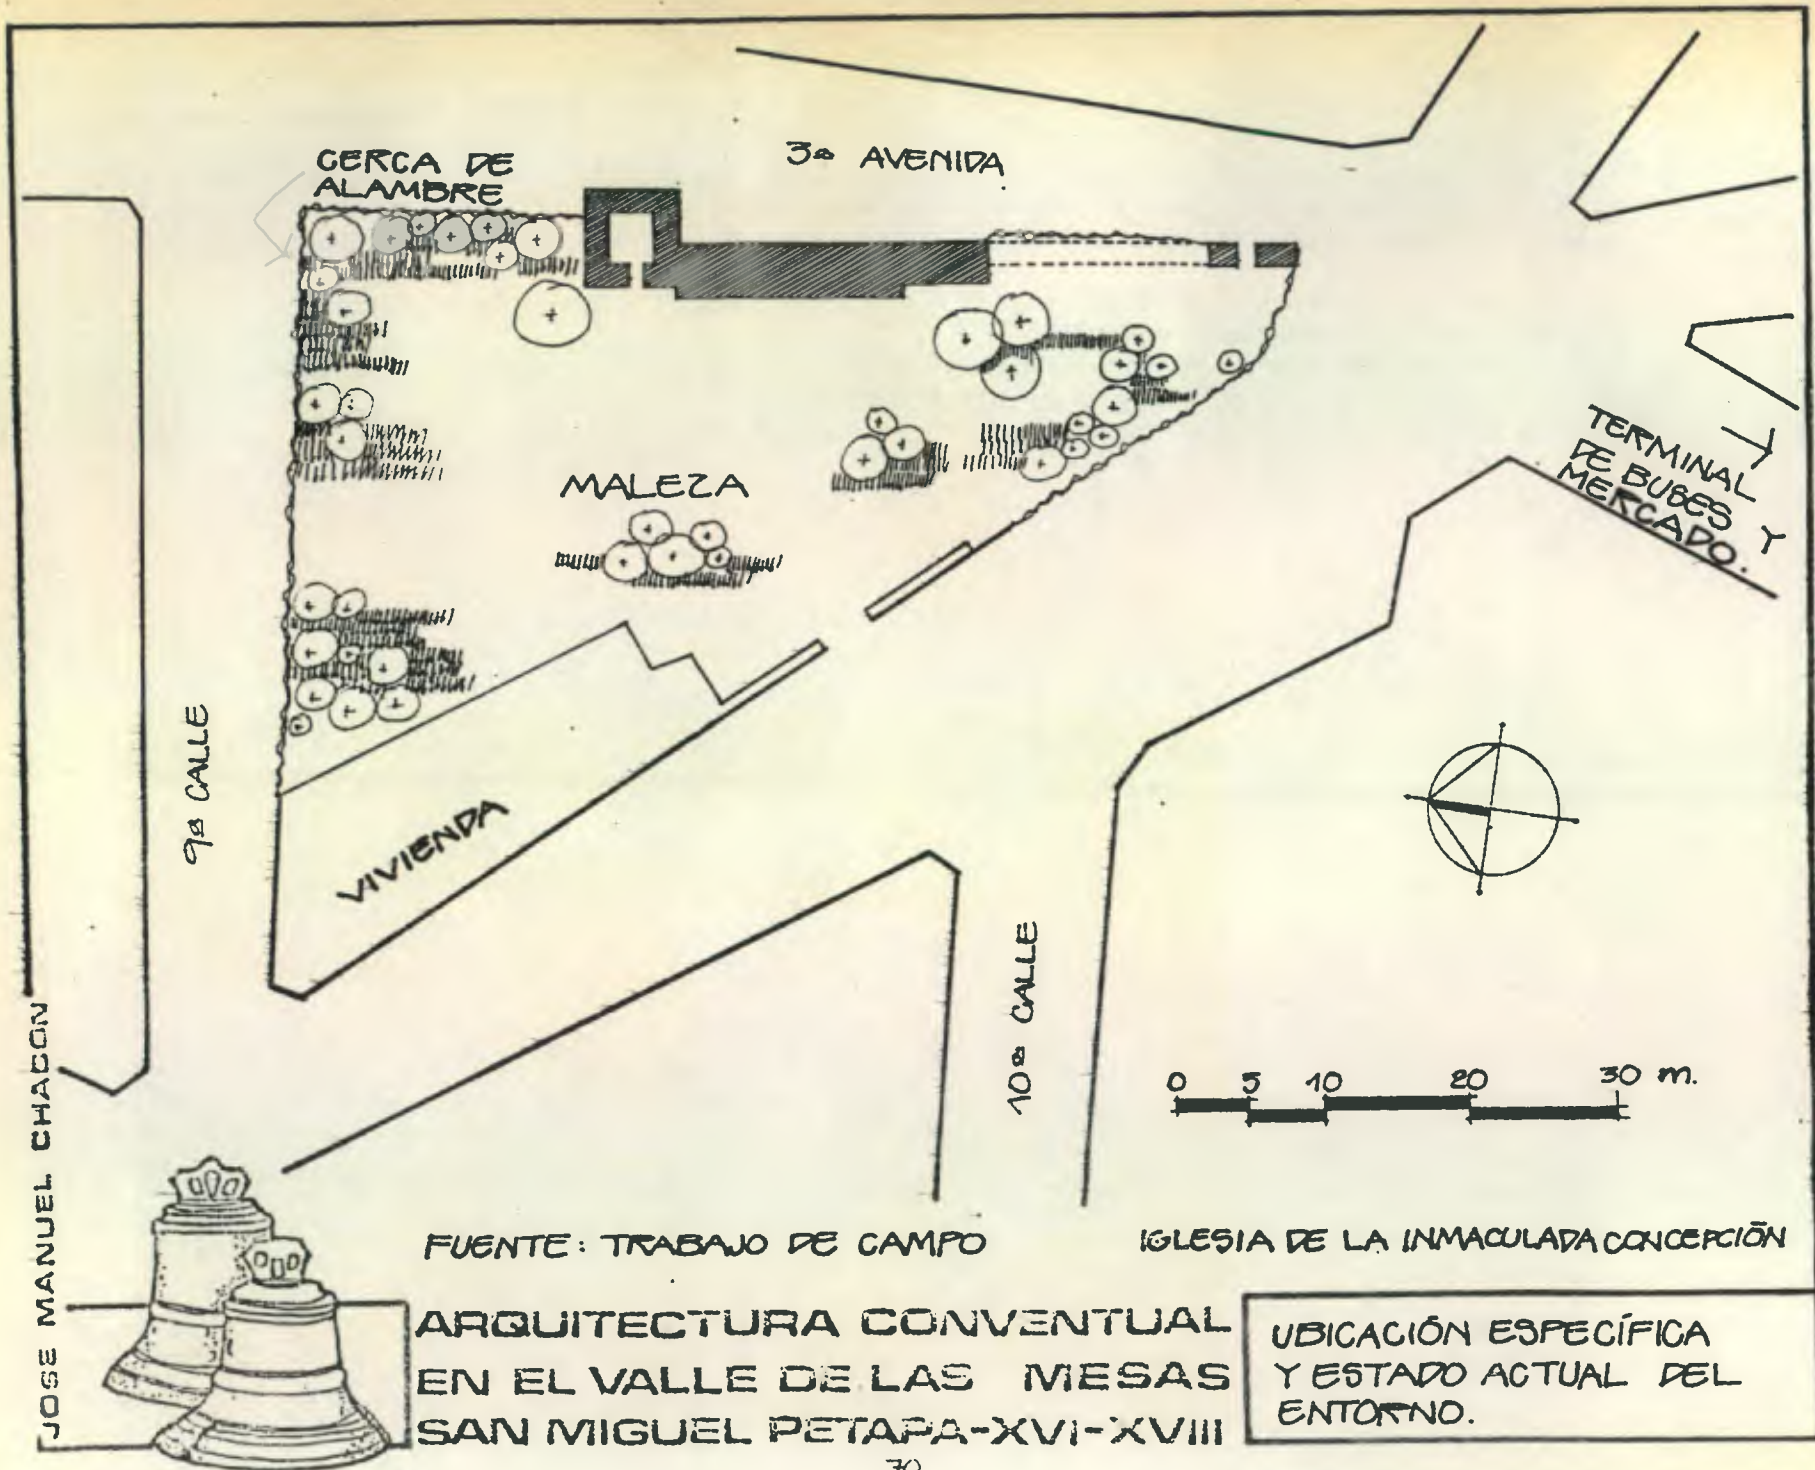 CERCA DE
ALAMBRE
3a AVENIDA
TERMINAL
DE BUSES Y
MERCADO.
MALEZA
9a CALLE
VIVIENDA
10a CALLE
0 5 10 20 30 m.
JOSE MANUEL CHACON
FUENTE: TRABAJO DE CAMPO
IGLESIA DE LA INMACULADA CONCEPCIÓN
ARQUITECTURA CONVENTUAL
EN EL VALLE DE LAS MESAS
SAN MIGUEL PETAPA-XVI-XVIII
UBICACIÓN ESPECÍFICA
Y ESTADO ACTUAL DEL
ENTORNO.
70